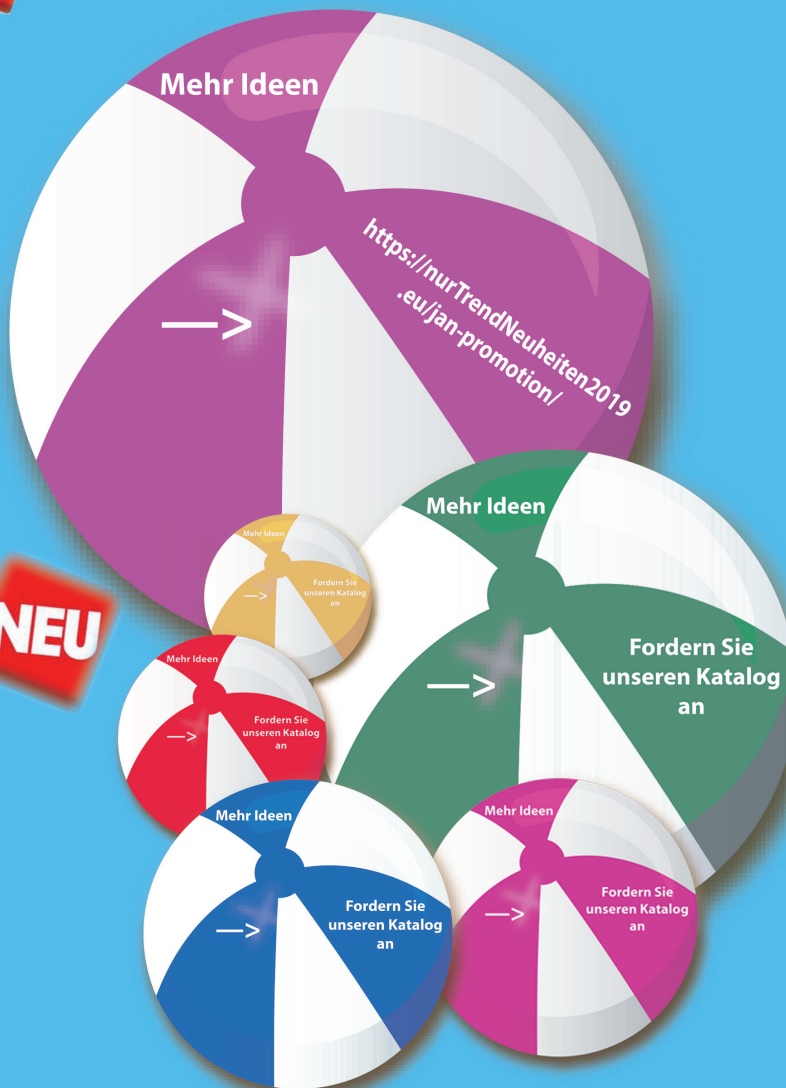 Mehr Ideen
https://nurTrendNeuheiten2019
.eu/jan-promotion/
—>
Mehr Ideen
Fordern Sie
unseren Katalog
an
—>
Mehr Ideen
Fordern Sie
unseren Katalog
an
—>
NEU
Mehr Ideen
Fordern Sie
unseren Katalog
an
—>
Mehr Ideen
Fordern Sie
unseren Katalog
an
—>
Mehr Ideen
Fordern Sie
unseren Katalog
an
—>